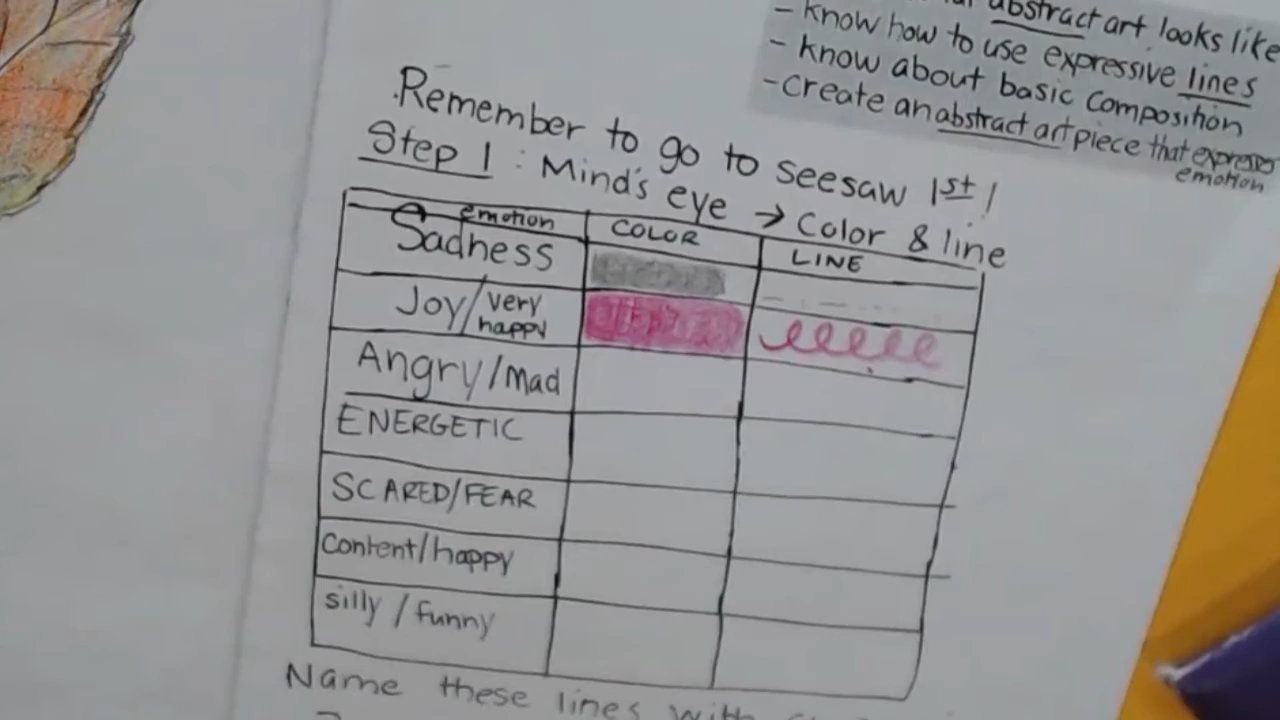 abstract art looks like
- know how to use expressive lines
- know about basic composition
- create an abstract art piece that expresses
emotion
Remember to go to seesaw 1st!
Step 1: Mind's eye → Color & line
emotion COLOR LINE
Sadness
Joy/very happy
Angry/Mad
ENERGETIC
SCARED/FEAR
Content/happy
silly/funny
Name these lines with